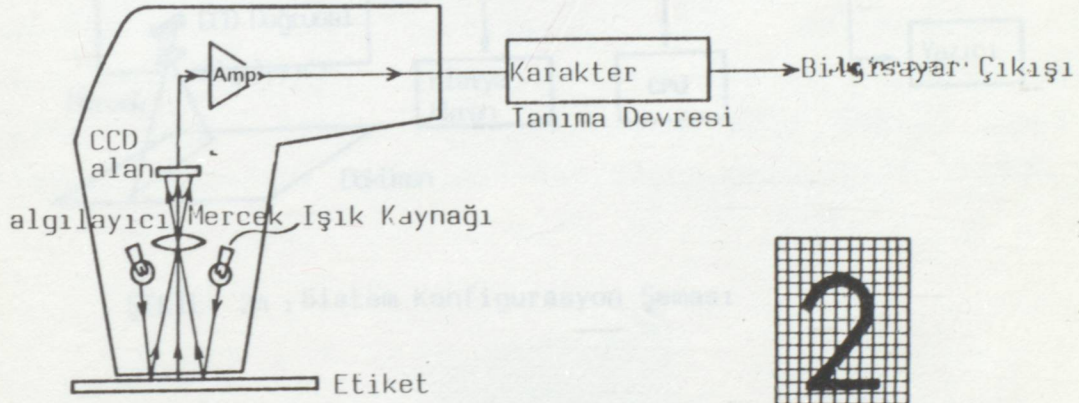 Amp
Karakter
Tanıma Devresi
Bilgisayar Çıkışı
CCD
alan
algılayıcı
Mercek Işık Kaynağı
Etiket
2
Sistem Konfigurasyon Şeması